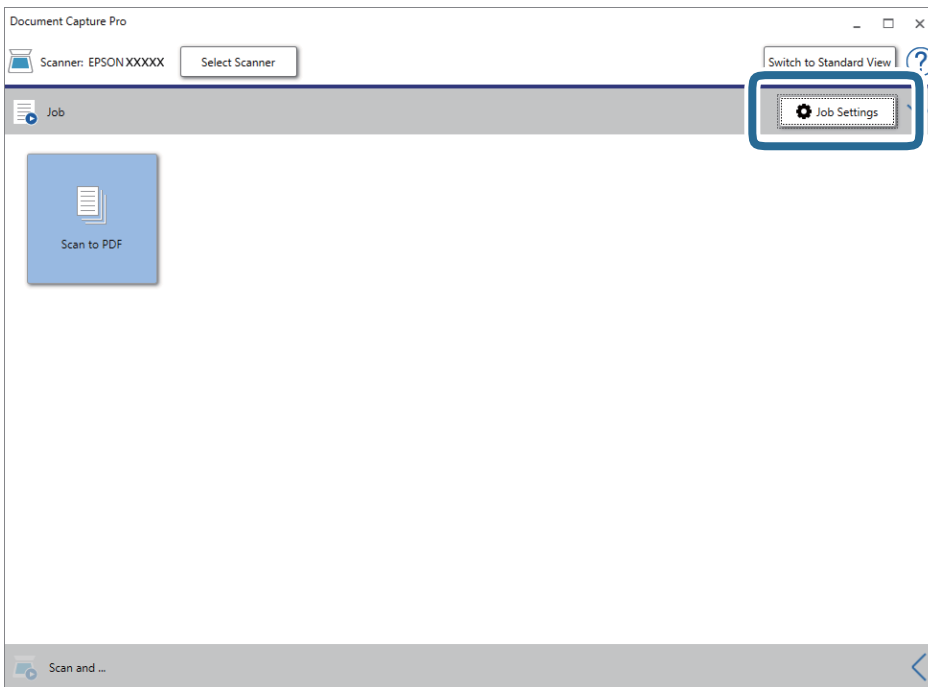 Document Capture Pro
Scanner: EPSON XXXXX
Select Scanner
Switch to Standard View
?
Job
Job Settings
Scan to PDF
Scan and ...